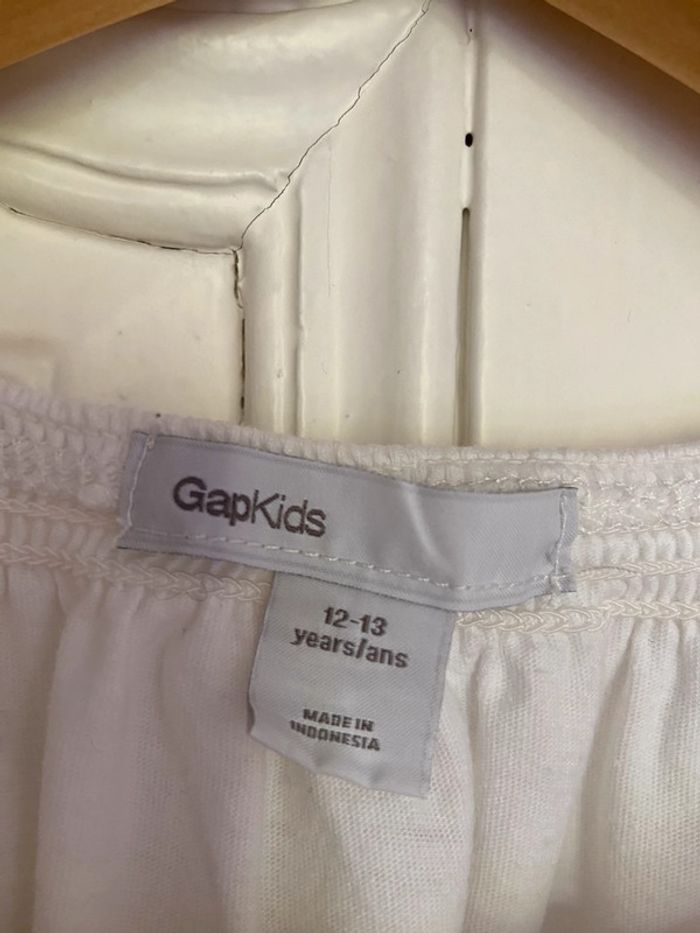 GapKids
12-13
years/ans
MADE IN
INDONESIA